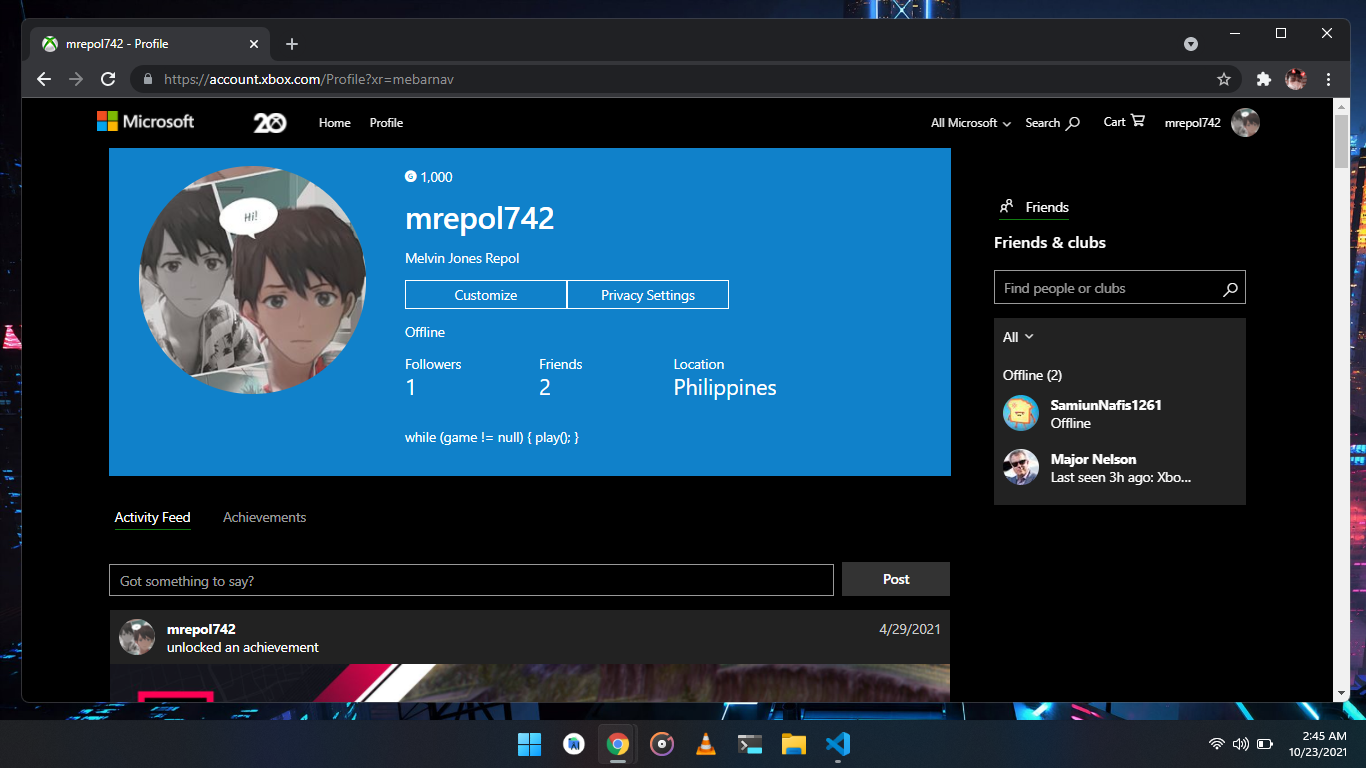 mrepol742 - Profile
https://account.xbox.com/Profile?xr=mebarnav
Microsoft
20
Home
Profile
All Microsoft
Search
Cart
mrepol742
Hi!
G 1,000
mrepol742
Melvin Jones Repol
Customize
Privacy Settings
Offline
Followers
1
Friends
2
Location
Philippines
while (game != null) { play(); }
Friends
Friends & clubs
Find people or clubs
All
Offline (2)
SamiunNafis1261
Offline
Major Nelson
Last seen 3h ago: Xbo...
Activity Feed
Achievements
Got something to say?
Post
mrepol742
4/29/2021
unlocked an achievement
2:45 AM
10/23/2021